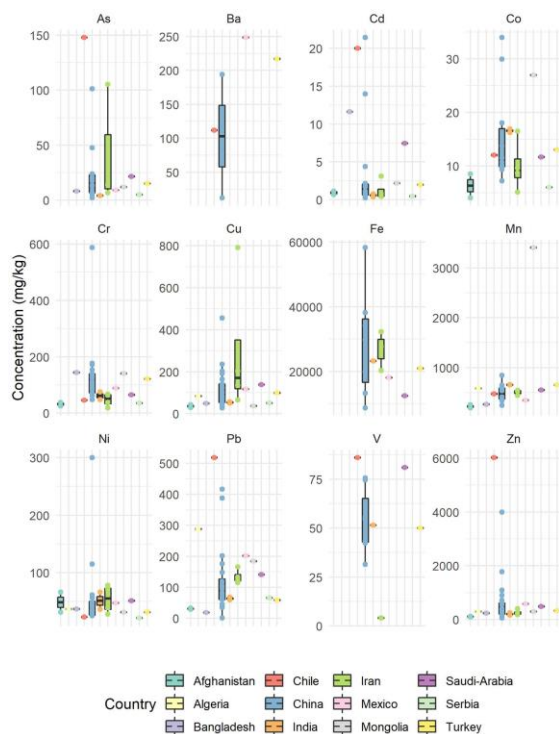 As Ba Cd Co
150 250 20 30
100 200 15
50 150 10 20
0 100 5 10
50 0
Cr Cu Fe Mn
600 800 60000 3000
400 600 40000 2000
200 400 20000 1000
0 200 0
0
Ni Pb V Zn
300 500 75 6000
200 400 50 4000
100 300 25 2000
50 200 0 0
100
0
Concentration (mg/kg)
Country
Afghanistan Chile Iran Saudi-Arabia
Algeria China Mexico Serbia
Bangladesh India Mongolia Turkey